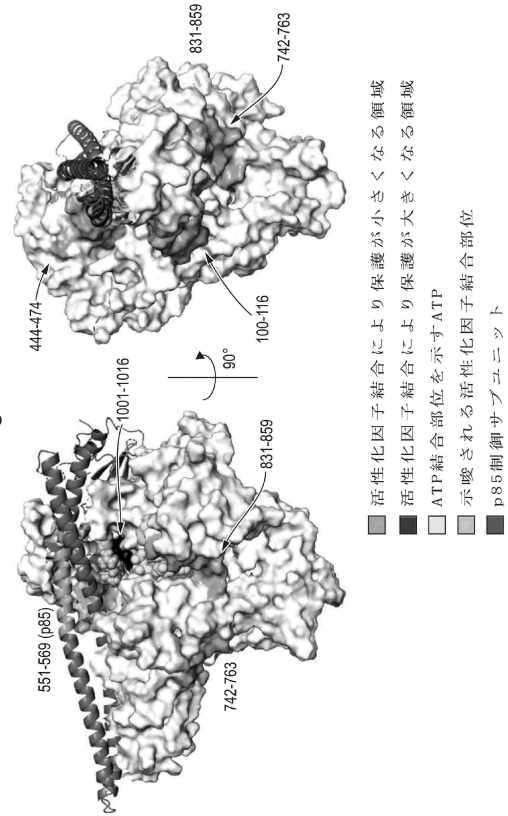 551-569 (p85)
1001-1016
742-763
831-859
90°
444-474
100-116
831-859
742-763
活性化因子結合により保護が小さくなる領域
活性化因子結合により保護が大きくなる領域
ATP結合部位を示すATP
示唆される活性化因子結合部位
p85制御サブユニット